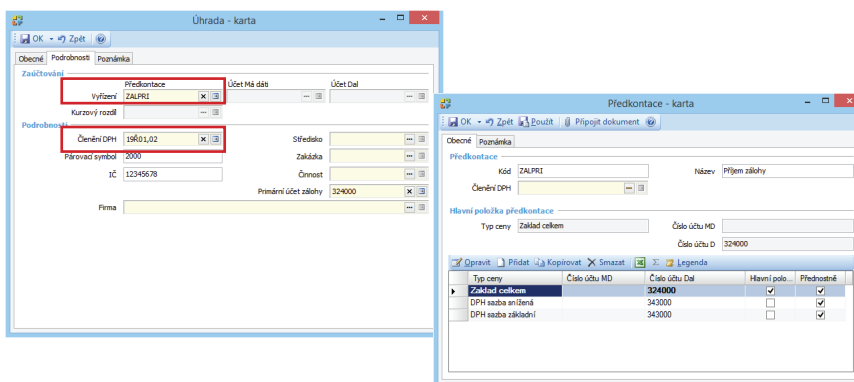 Úhrada - karta
OK Zpět
Obecné Podrobnosti Poznámka
Zaúčtování
Předkontace Účet Má dáti Účet Dal
Vyřízení ZALPRI
Kurzový rozdíl
Podrobnosti
Členění DPH 19Ř01,02 Středisko
Párovací symbol 2000 Zakázka
IČ 12345678 Činnost
Primární účet zálohy 324000
Firma
Předkontace - karta
OK Zpět Použít Připojit dokument
Obecné Poznámka
Předkontace
Kód ZALPRI Název Příjem zálohy
Členění DPH
Hlavní položka předkontace
Typ ceny Zaklad celkem Číslo účtu MD
Číslo účtu D 324000
Opravit Přidat Kopírovat Smazat Σ Legenda
Typ ceny Číslo účtu MD Číslo účtu Dal Hlavní polo... Přednostně
Zaklad celkem 324000
DPH sazba snížená 343000
DPH sazba základní 343000